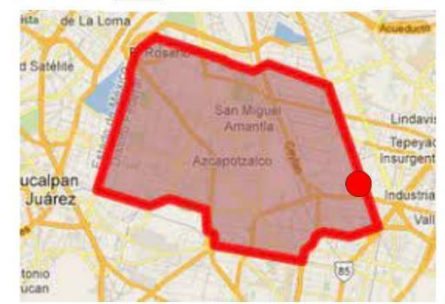 ista
de La Loma
Acueducto
El Rosario
d Satélite
San Miguel
Amantla
Lindavis
Tepeyac
Insurgent
Azcapotzalco
ucalpan
Juárez
Industria
Vall
85
tonio
ucan